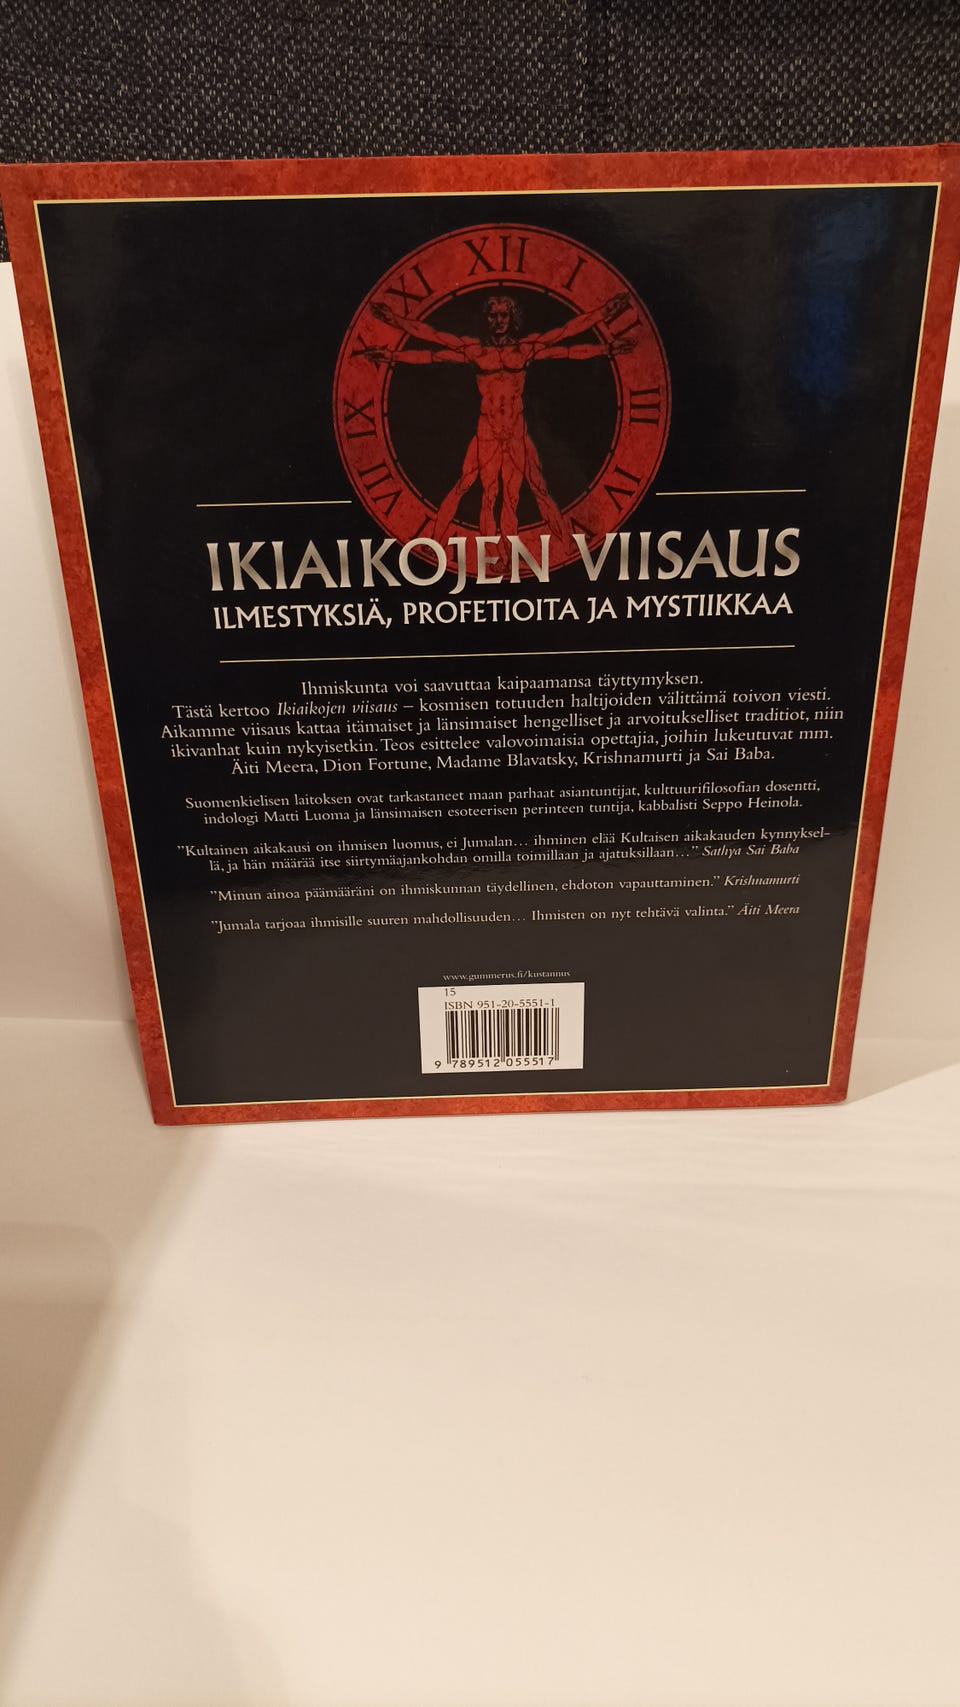 XII
I
II
III
IV
V
VII
IX
X
XI
IKIAIKOJEN VIISAUS
ILMESTYKSIÄ, PROFETIOITA JA MYSTIIKKAA
Ihmiskunta voi saavuttaa kaipaamansa täyttymyksen.
Tästä kertoo Ikiaikojen viisaus – kosmisen totuuden haltijoiden välittämä toivon viesti.
Aikamme viisaus kattaa itämaiset ja länsimaiset hengelliset ja arvoitukselliset traditiot, niin
ikivanhat kuin nykyisetkin. Teos esittelee valovoimaisia opettajia, joihin lukeutuvat mm.
Äiti Meera, Dion Fortune, Madame Blavatsky, Krishnamurti ja Sai Baba.
Suomenkielisen laitoksen ovat tarkastaneet maan parhaat asiantuntijat, kulttuurifilosofian dosentti,
indologi Matti Luoma ja länsimaisen esoteerisen perinteen tuntija, kabbalisti Seppo Heinola.
”Kultainen aikakausi on ihmisen luomus, ei Jumalan… ihminen elää Kultaisen aikakauden kynnyksel-
lä, ja hän määrää itse siirtymäajankohdan omilla toimillaan ja ajatuksillaan…” Sathya Sai Baba
”Minun ainoa päämääräni on ihmiskunnan täydellinen, ehdoton vapauttaminen.” Krishnamurti
”Jumala tarjoaa ihmisille suuren mahdollisuuden… Ihmisten on nyt tehtävä valinta.” Äiti Meera
www.gummerus.fi/kustannus
15
ISBN 951-20-5551-1
9 789512 055517